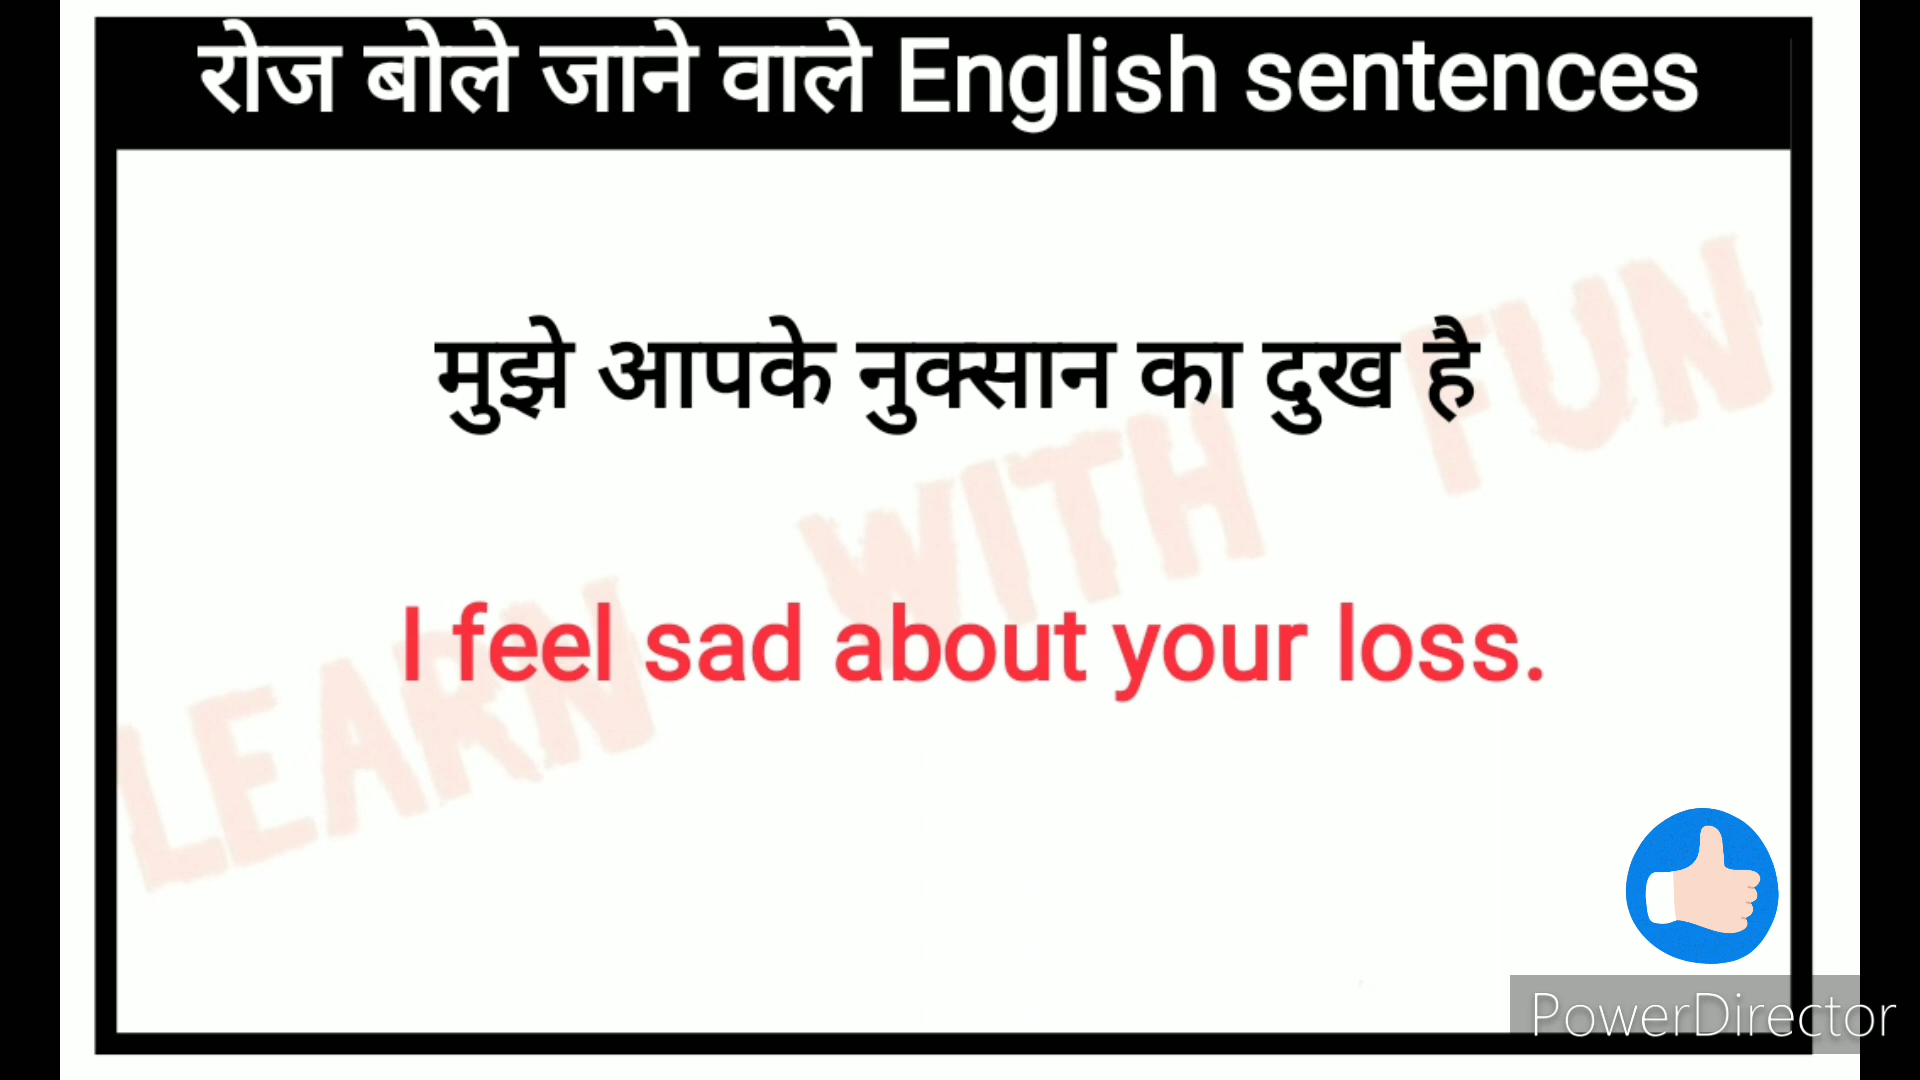 रोज बोले जाने वाले English sentences
मुझे आपके नुक्सान का दुख है
I feel sad about your loss.
LEARN WITH FUN
PowerDirector